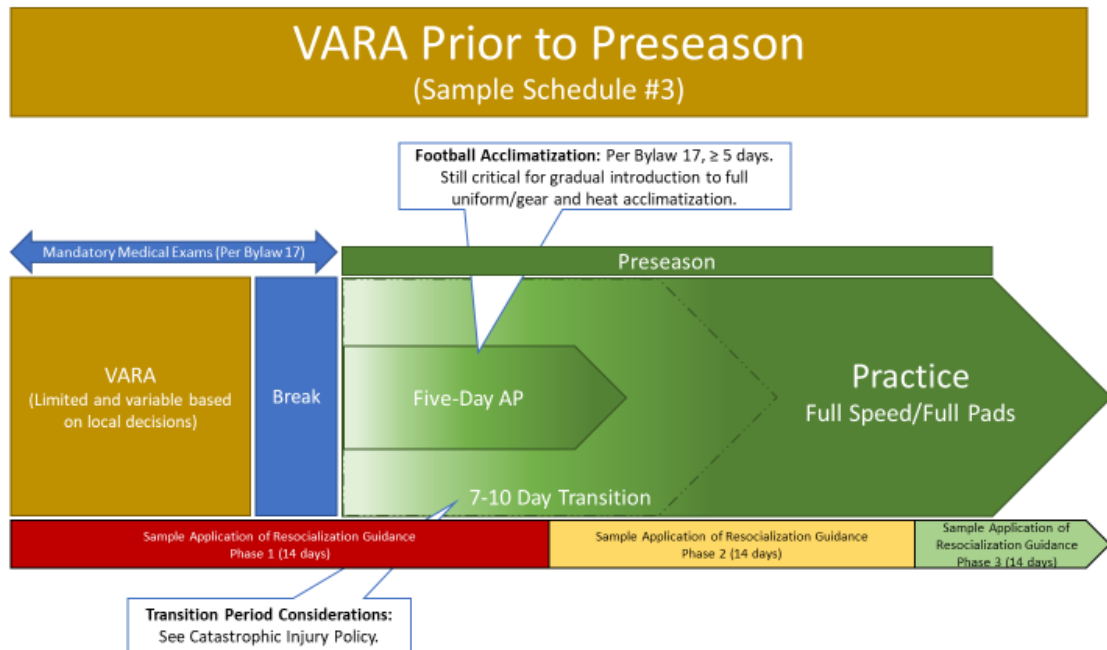 VARA Prior to Preseason
(Sample Schedule #3)
Football Acclimatization: Per Bylaw 17, ≥ 5 days.
Still critical for gradual introduction to full
uniform/gear and heat acclimatization.
Mandatory Medical Exams (Per Bylaw 17)
Preseason
VARA
(Limited and variable based
on local decisions)
Break
Five-Day AP
Practice
Full Speed/Full Pads
7-10 Day Transition
Sample Application of Resocialization Guidance
Phase 1 (14 days)
Sample Application of Resocialization Guidance
Phase 2 (14 days)
Sample Application of
Resocialization Guidance
Phase 3 (14 days)
Transition Period Considerations:
See Catastrophic Injury Policy.